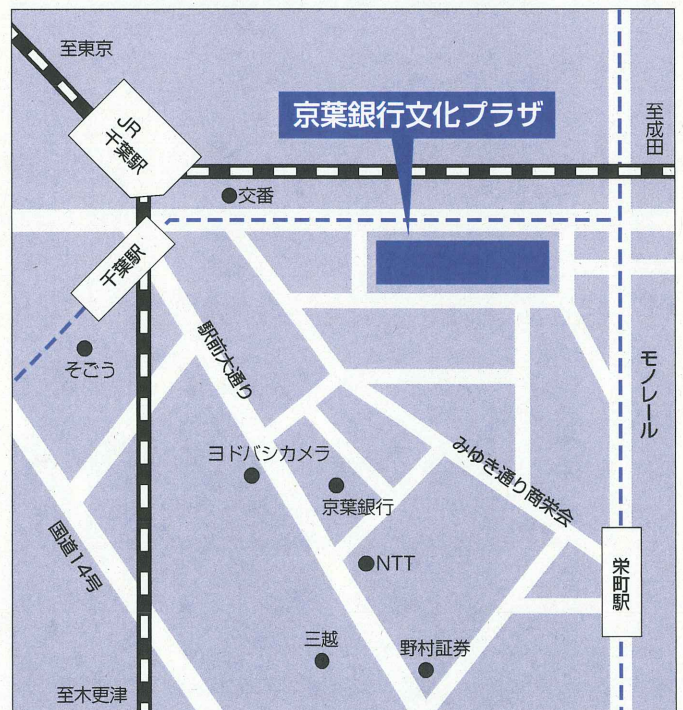 至東京
JR
千葉駅
京葉銀行文化プラザ
至成田
交番
千葉駅
そごう
駅前大通り
モノレール
ヨドバシカメラ
京葉銀行
みゆき通り商栄会
国道14号
NTT
栄町駅
三越
野村証券
至木更津